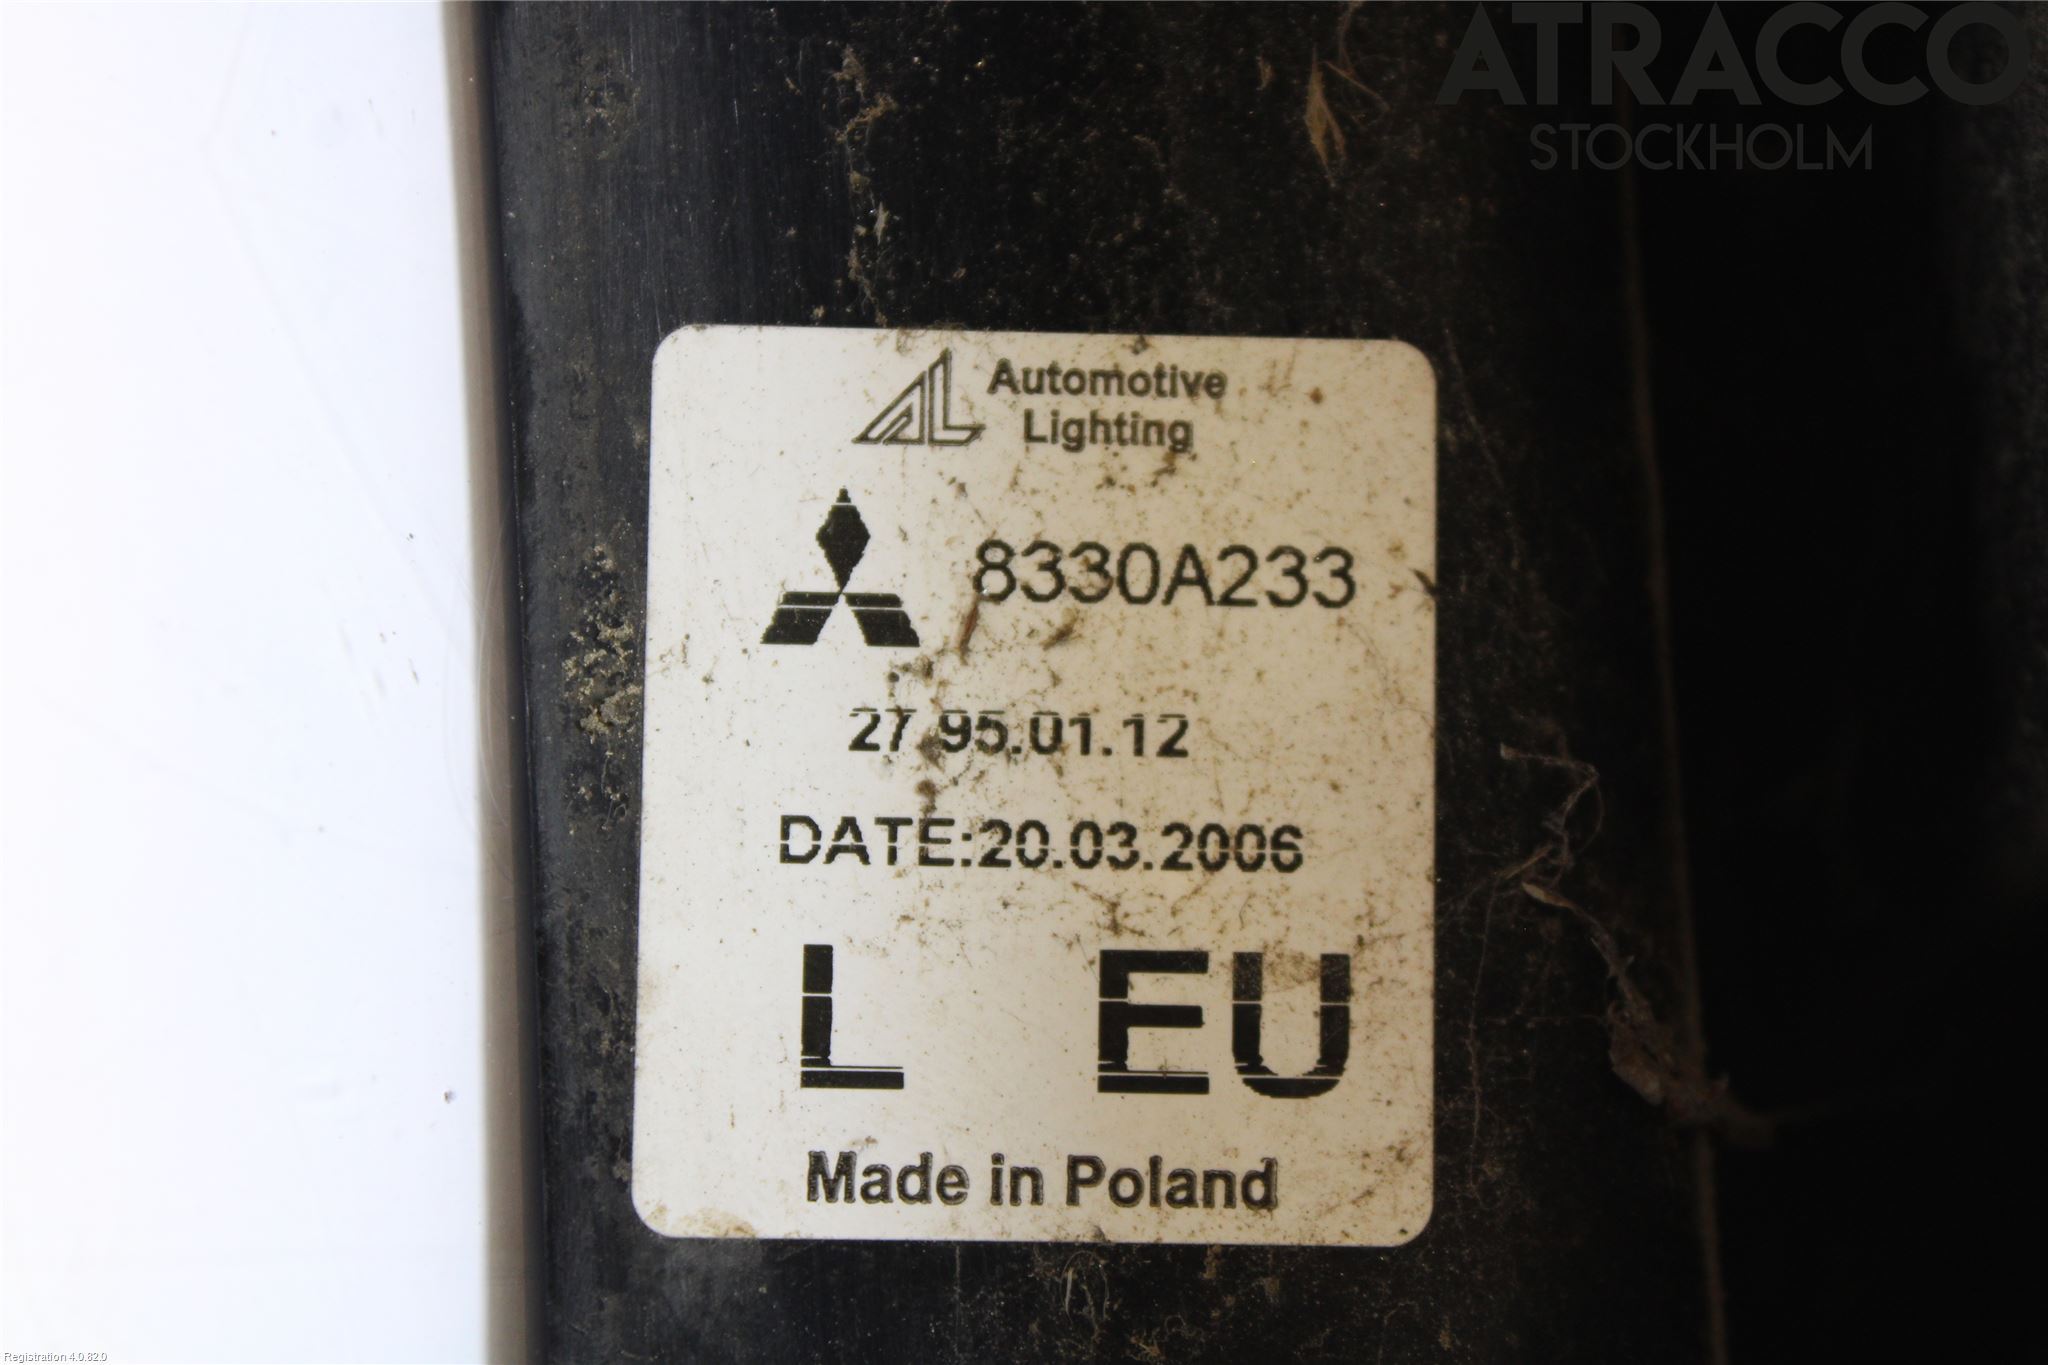 ATRACCO
STOCKHOLM
AL Automotive
Lighting
8330A233
27 95.01.12
DATE:20.03.2006
L EU
Made in Poland
Registration 4.0.82.0